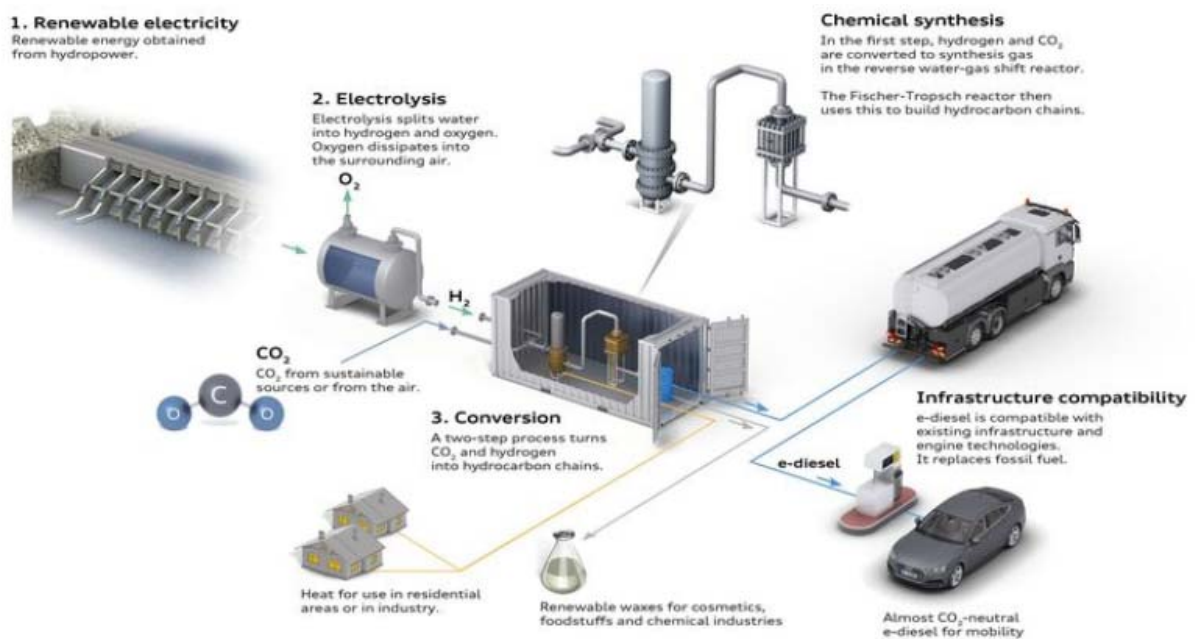 1. Renewable electricity
Renewable energy obtained
from hydropower.
Chemical synthesis
In the first step, hydrogen and CO₂
are converted to synthesis gas
in the reverse water-gas shift reactor.
The Fischer-Tropsch reactor then
uses this to build hydrocarbon chains.
2. Electrolysis
Electrolysis splits water
into hydrogen and oxygen.
Oxygen dissipates into
the surrounding air.
O₂
H₂
CO₂
CO₂ from sustainable
sources or from the air.
O C O
3. Conversion
A two-step process turns
CO₂ and hydrogen
into hydrocarbon chains.
Infrastructure compatibility
e-diesel is compatible with
existing infrastructure and
engine technologies.
It replaces fossil fuel.
e-diesel
Heat for use in residential
areas or in industry.
Renewable waxes for cosmetics,
foodstuffs and chemical industries
Almost CO₂-neutral
e-diesel for mobility